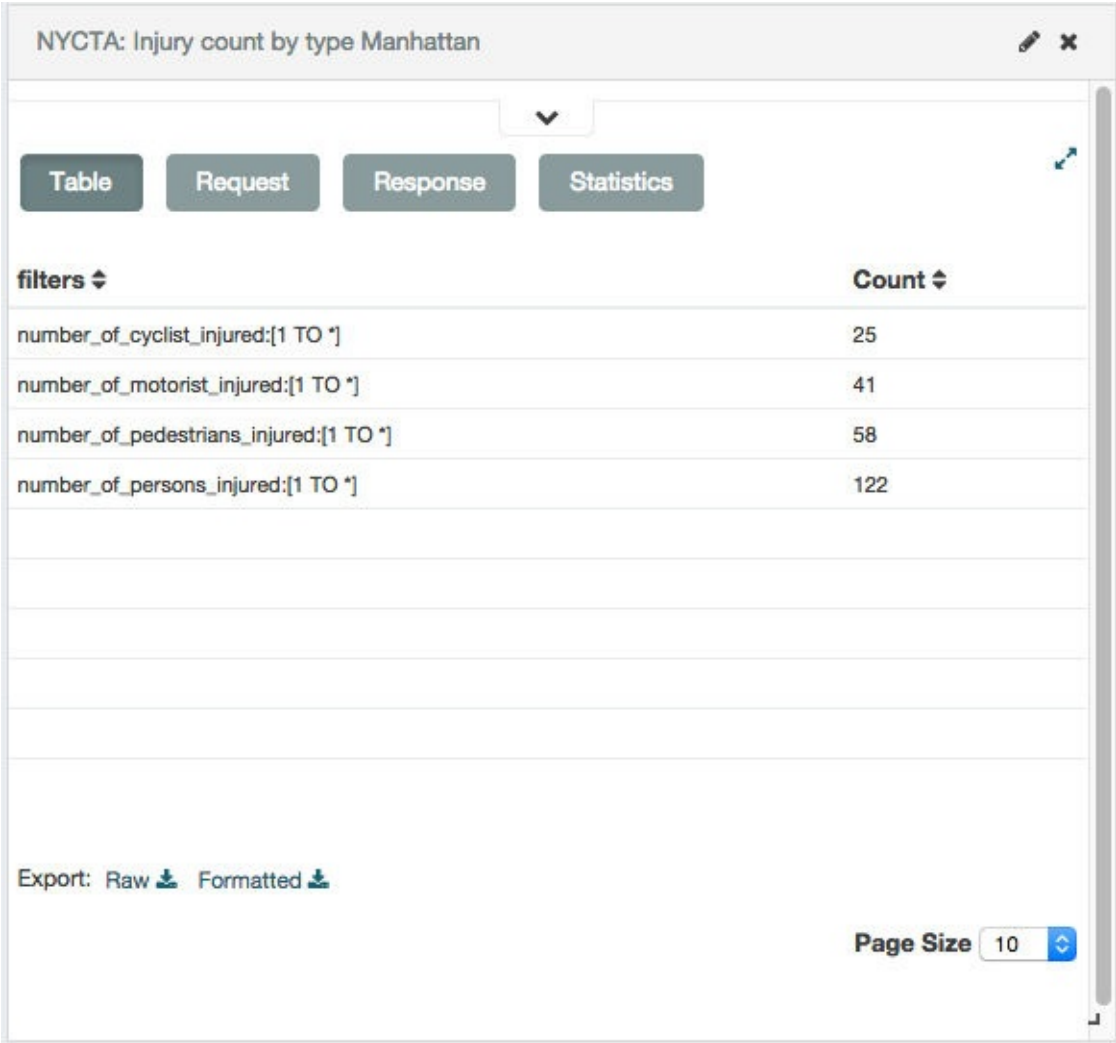 NYCTA: Injury count by type Manhattan
Table Request Response Statistics
filters Count
number_of_cyclist_injured:[1 TO *] 25
number_of_motorist_injured:[1 TO *] 41
number_of_pedestrians_injured:[1 TO *] 58
number_of_persons_injured:[1 TO *] 122
Export: Raw Formatted
Page Size 10